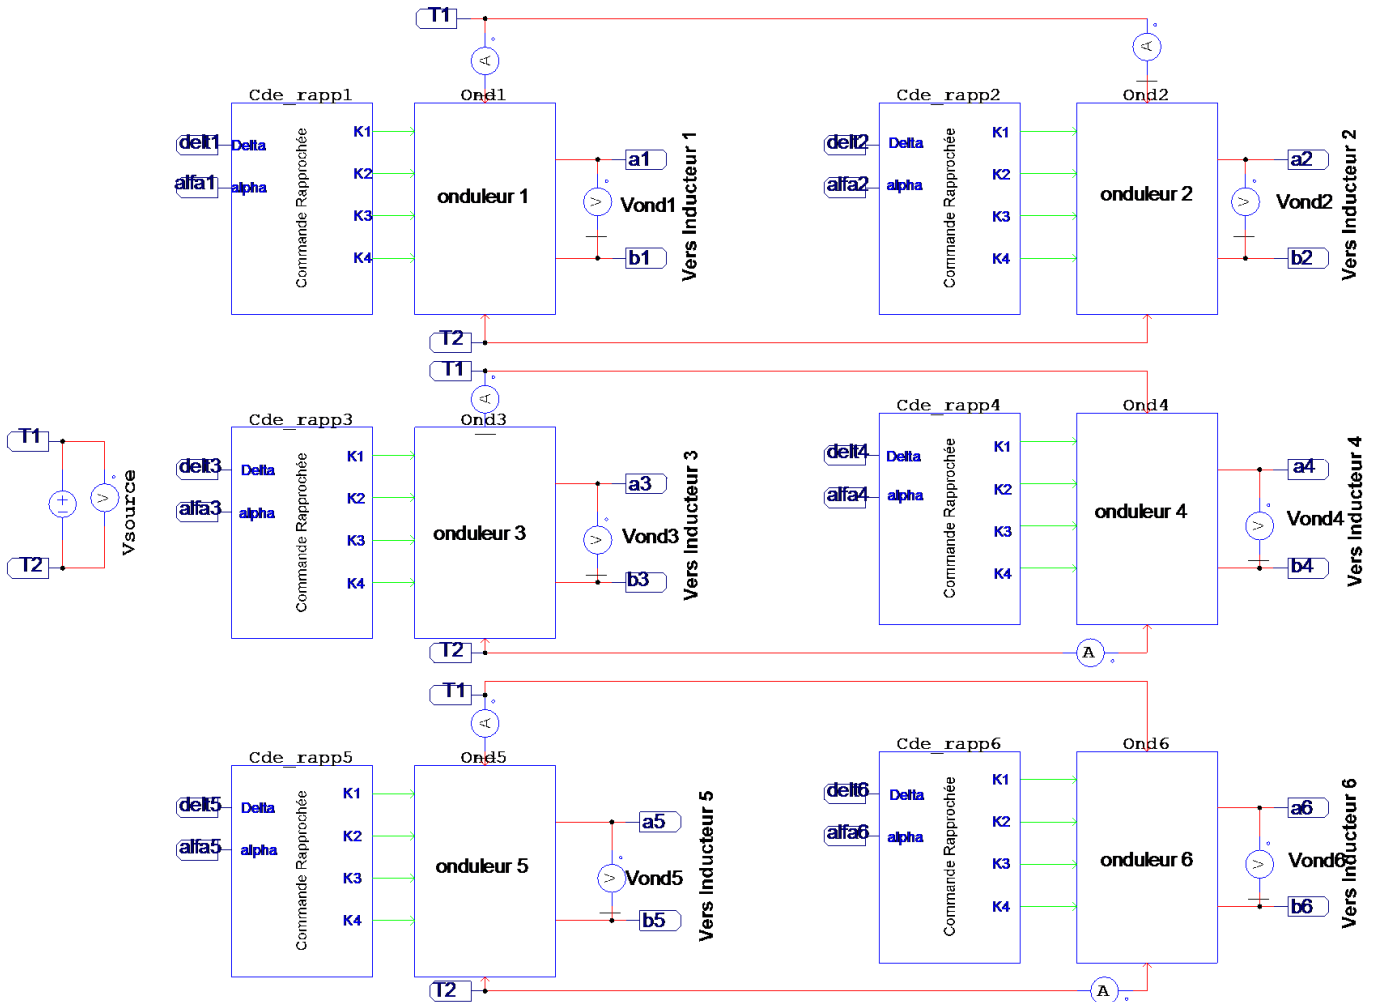 T1
Cde_rapp1
Ond1
Cde_rapp2
Ond2
A
A
delt1
Delta
alfa1
alpha
Commande Rapprochée
K1
K2
K3
K4
onduleur 1
a1
V
Vond1
b1
Vers Inducteur 1
delt2
Delta
alfa2
alpha
Commande Rapprochée
K1
K2
K3
K4
onduleur 2
a2
V
Vond2
b2
Vers Inducteur 2
T2
T1
A
Cde_rapp3
Ond3
Cde_rapp4
Ond4
T1
V
Vsource
T2
delt3
Delta
alfa3
alpha
Commande Rapprochée
K1
K2
K3
K4
onduleur 3
a3
V
Vond3
b3
Vers Inducteur 3
delt4
Delta
alfa4
alpha
Commande Rapprochée
K1
K2
K3
K4
onduleur 4
a4
V
Vond4
b4
Vers Inducteur 4
T2
A
T1
A
Cde_rapp5
Ond5
Cde_rapp6
Ond6
delt5
Delta
alfa5
alpha
Commande Rapprochée
K1
K2
K3
K4
onduleur 5
a5
V
Vond5
b5
Vers Inducteur 5
delt6
Delta
alfa6
alpha
Commande Rapprochée
K1
K2
K3
K4
onduleur 6
a6
V
Vond6
b6
Vers Inducteur 6
T2
A